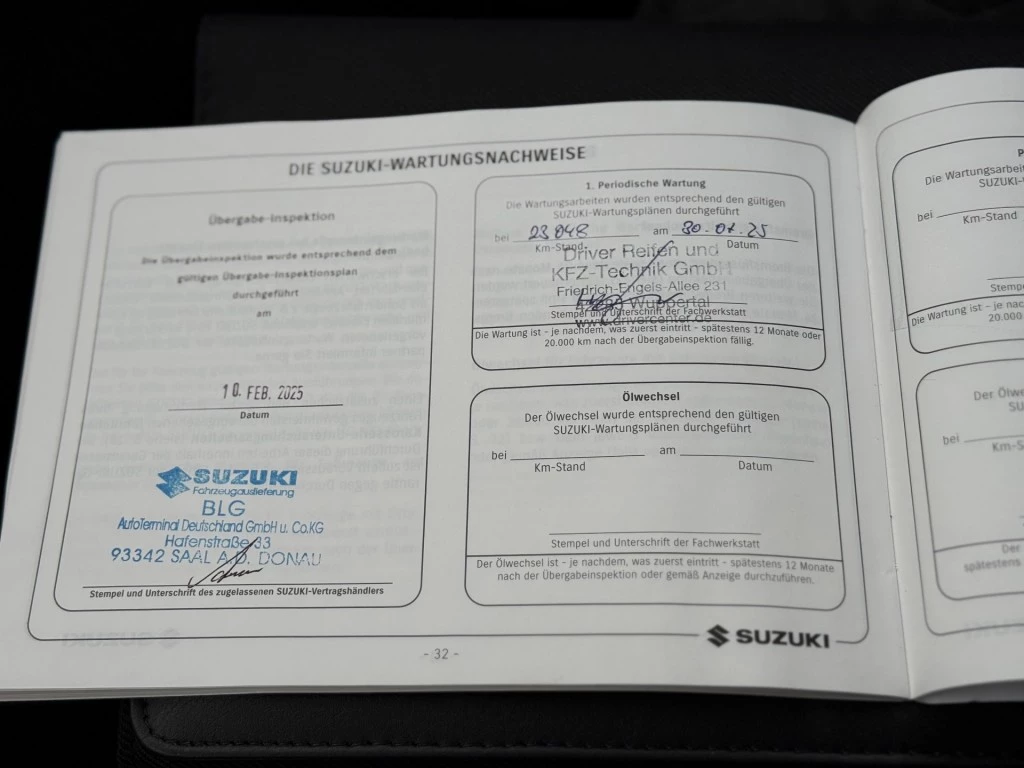 DIE SUZUKI-WARTUNGSNACHWEISE
Übergabe-Inspektion
Die Übergabeinspektion wurde entsprechend dem
gültigen Übergabe-Inspektionsplan
durchgeführt
am
10. FEB. 2025
Datum
SUZUKI
Fahrzeugauslieferung
BLG
AutoTerminal Deutschland GmbH u. Co.KG
Hafenstraße 33
93342 SAAL A.D. DONAU
Stempel und Unterschrift des zugelassenen SUZUKI-Vertragshändlers
1. Periodische Wartung
Die Wartungsarbeiten wurden entsprechend den gültigen
SUZUKI-Wartungsplänen durchgeführt
bei 23048 am 30.07.25
Km-Stand Datum
Driver Reifen und
KFZ-Technik GmbH
Friedrich-Engels-Allee 231
Wuppertal
Stempel und Unterschrift der Fachwerkstatt
www.drivercenter.de
Die Wartung ist - je nachdem, was zuerst eintritt - spätestens 12 Monate oder
20.000 km nach der Übergabeinspektion fällig.
Ölwechsel
Der Ölwechsel wurde entsprechend den gültigen
SUZUKI-Wartungsplänen durchgeführt
bei am
Km-Stand Datum
Stempel und Unterschrift der Fachwerkstatt
Der Ölwechsel ist - je nachdem, was zuerst eintritt - spätestens 12 Monate
nach der Übergabeinspektion oder gemäß Anzeige durchzuführen.
SUZUKI
- 32 -
P
Die Wartungsarbei
SUZUKI-
bei
Km-Stand
Stempe
Die Wartung ist - je nac
20.000
Der Ölw
SU
bei
Km-S
Der
spätestens